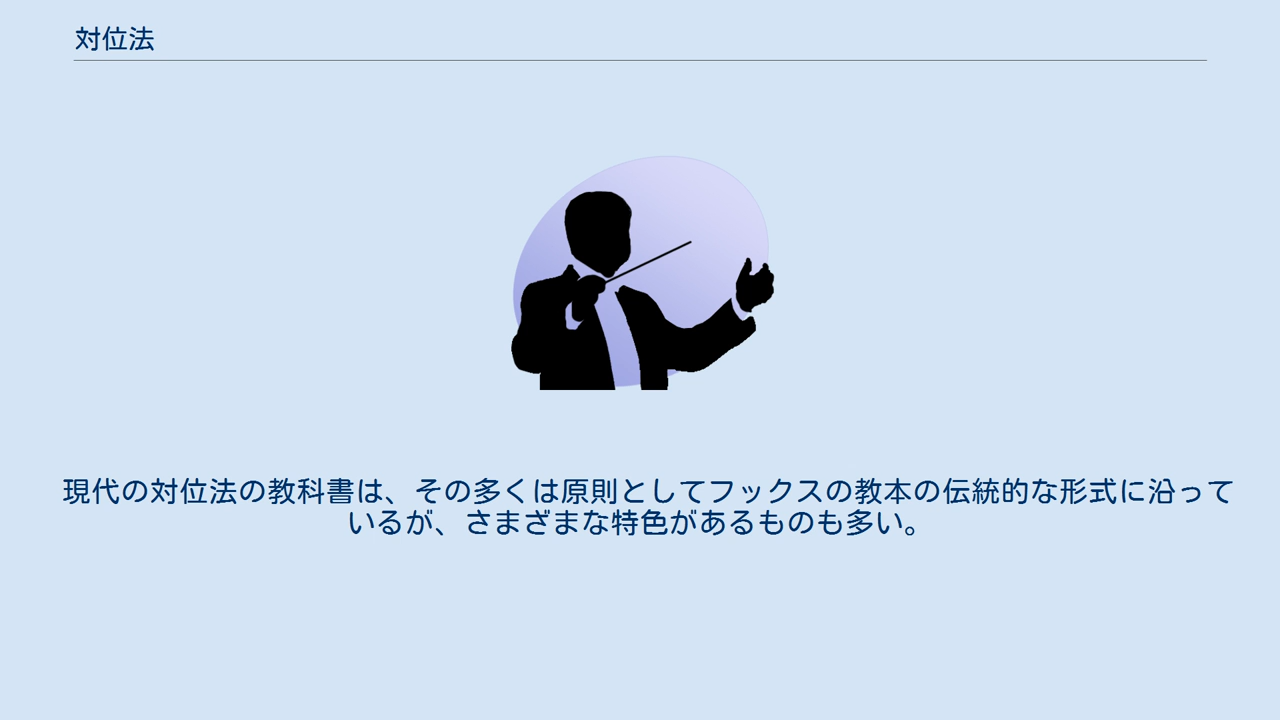 対位法
現代の対位法の教科書は、その多くは原則としてフックスの教本の伝統的な形式に沿って
いるが、さまざまな特色があるものも多い。